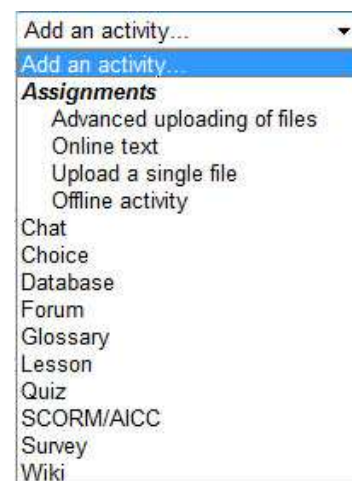 Add an activity...
Add an activity...
Assignments
Advanced uploading of files
Online text
Upload a single file
Offline activity
Chat
Choice
Database
Forum
Glossary
Lesson
Quiz
SCORM/AICC
Survey
Wiki